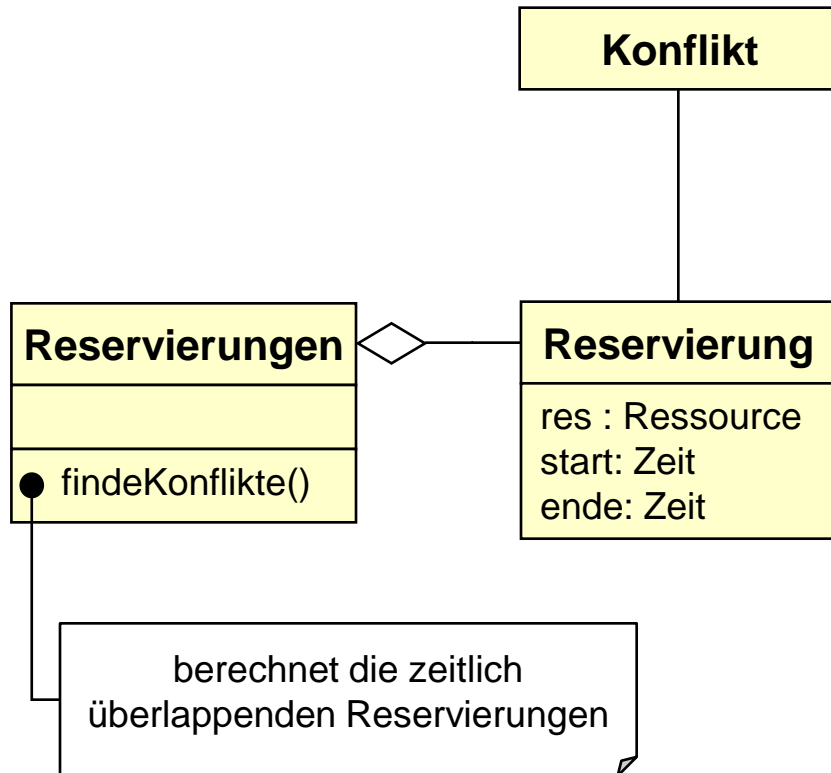 Konflikt
Reservierungen
findeKonflikte()
Reservierung
res : Ressource
start: Zeit
ende: Zeit
berechnet die zeitlich
überlappenden Reservierungen